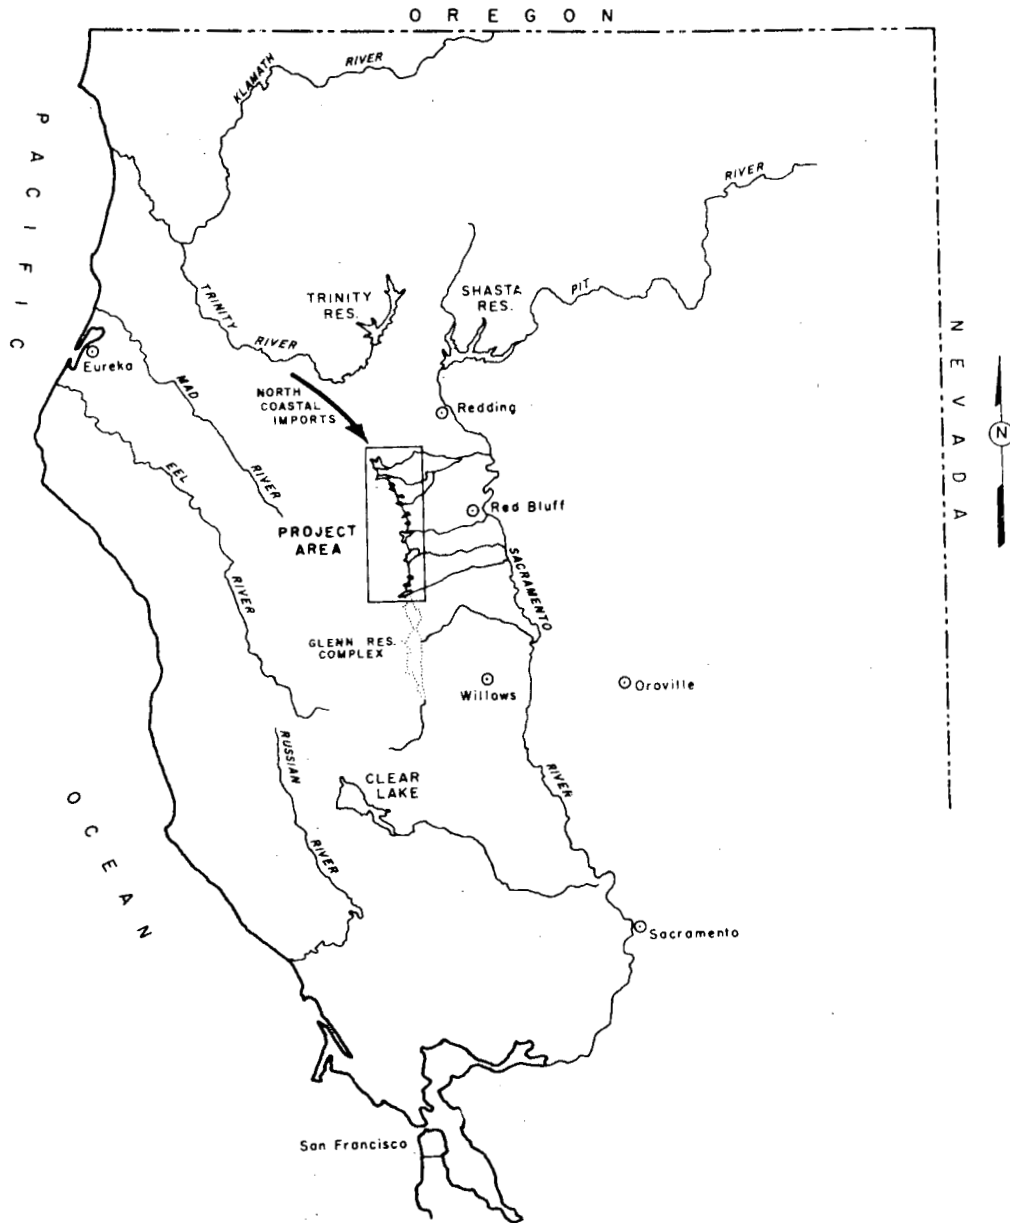 OREGON
KLAMATH
RIVER
PACIFIC
RIVER
PIT
TRINITY
RES.
SHASTA
RES.
TRINITY
RIVER
NEVADA
Eureka
MAD
NORTH
COASTAL
IMPORTS
Redding
N
EEL
RIVER
Red Bluff
PROJECT
AREA
RIVER
SACRAMENTO
GLENN RES.
COMPLEX
Willows
Oroville
RUSSIAN
RIVER
CLEAR
LAKE
OCEAN
RIVER
Sacramento
San Francisco